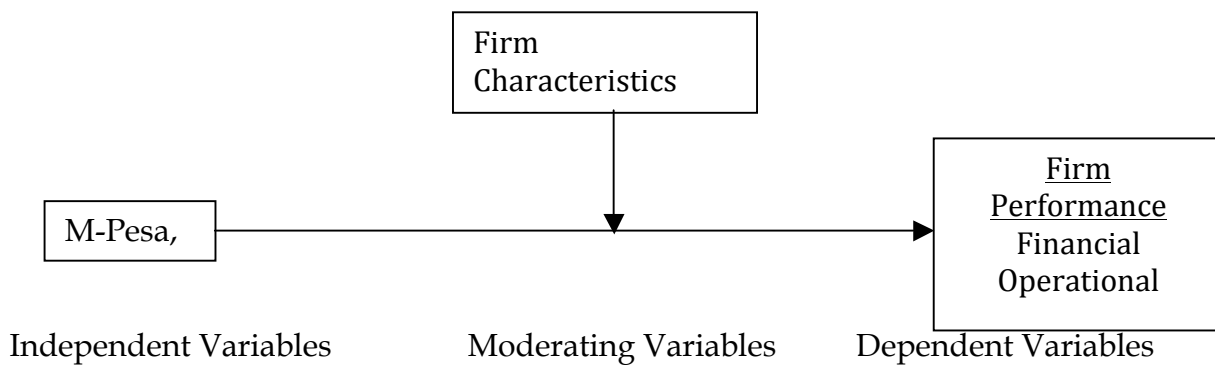 Firm
Characteristics
Firm
Performance
Financial
Operational
M-Pesa,
Independent Variables
Moderating Variables
Dependent Variables